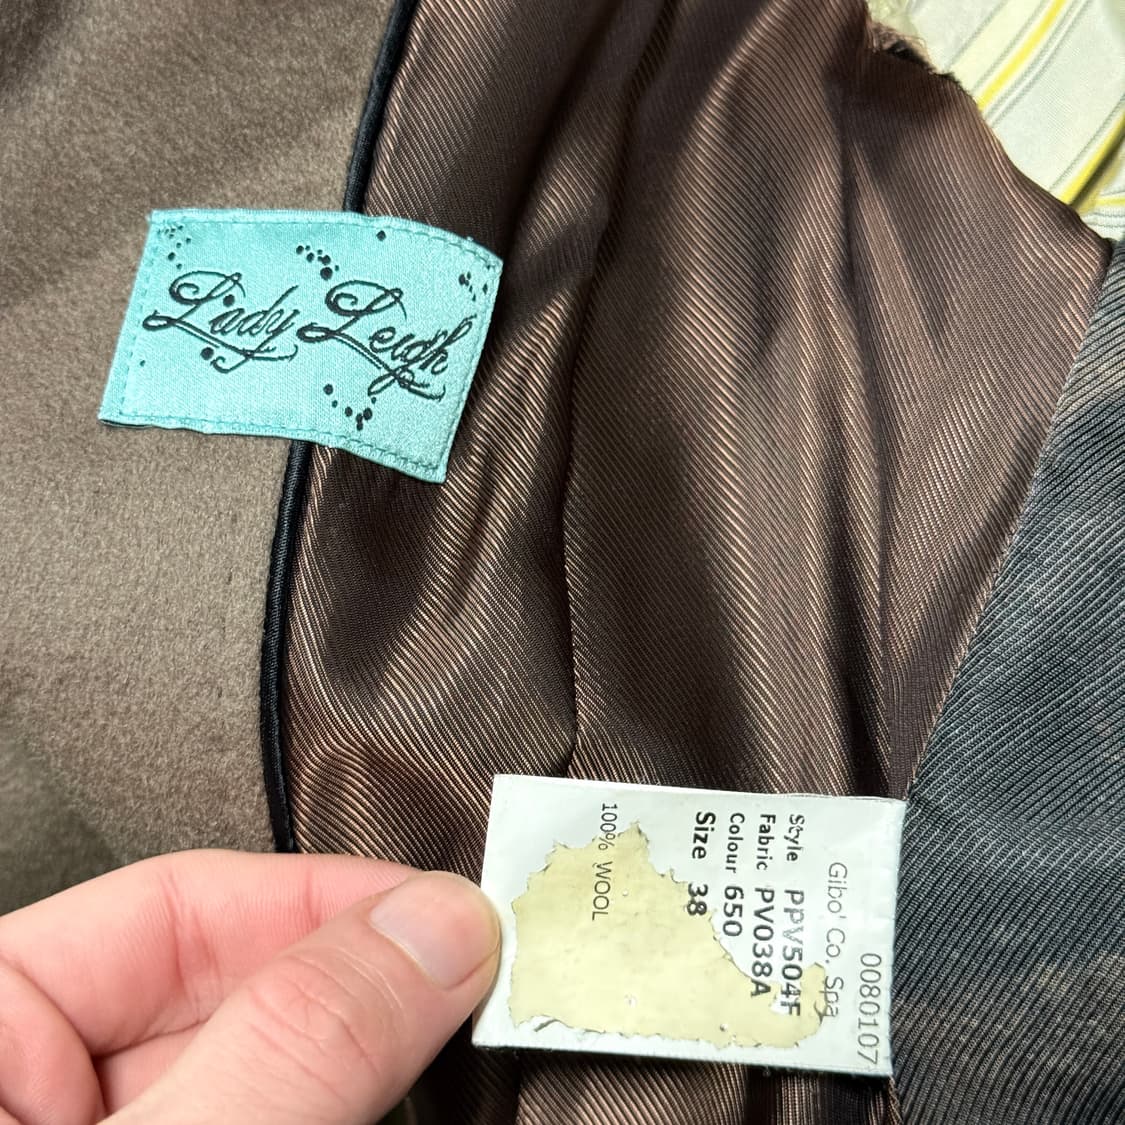 Lady Leigh
0080107
Gibo' Co. Spa
Style PPV504F
Fabric PV038A
Colour 650
Size 38
100% WOOL